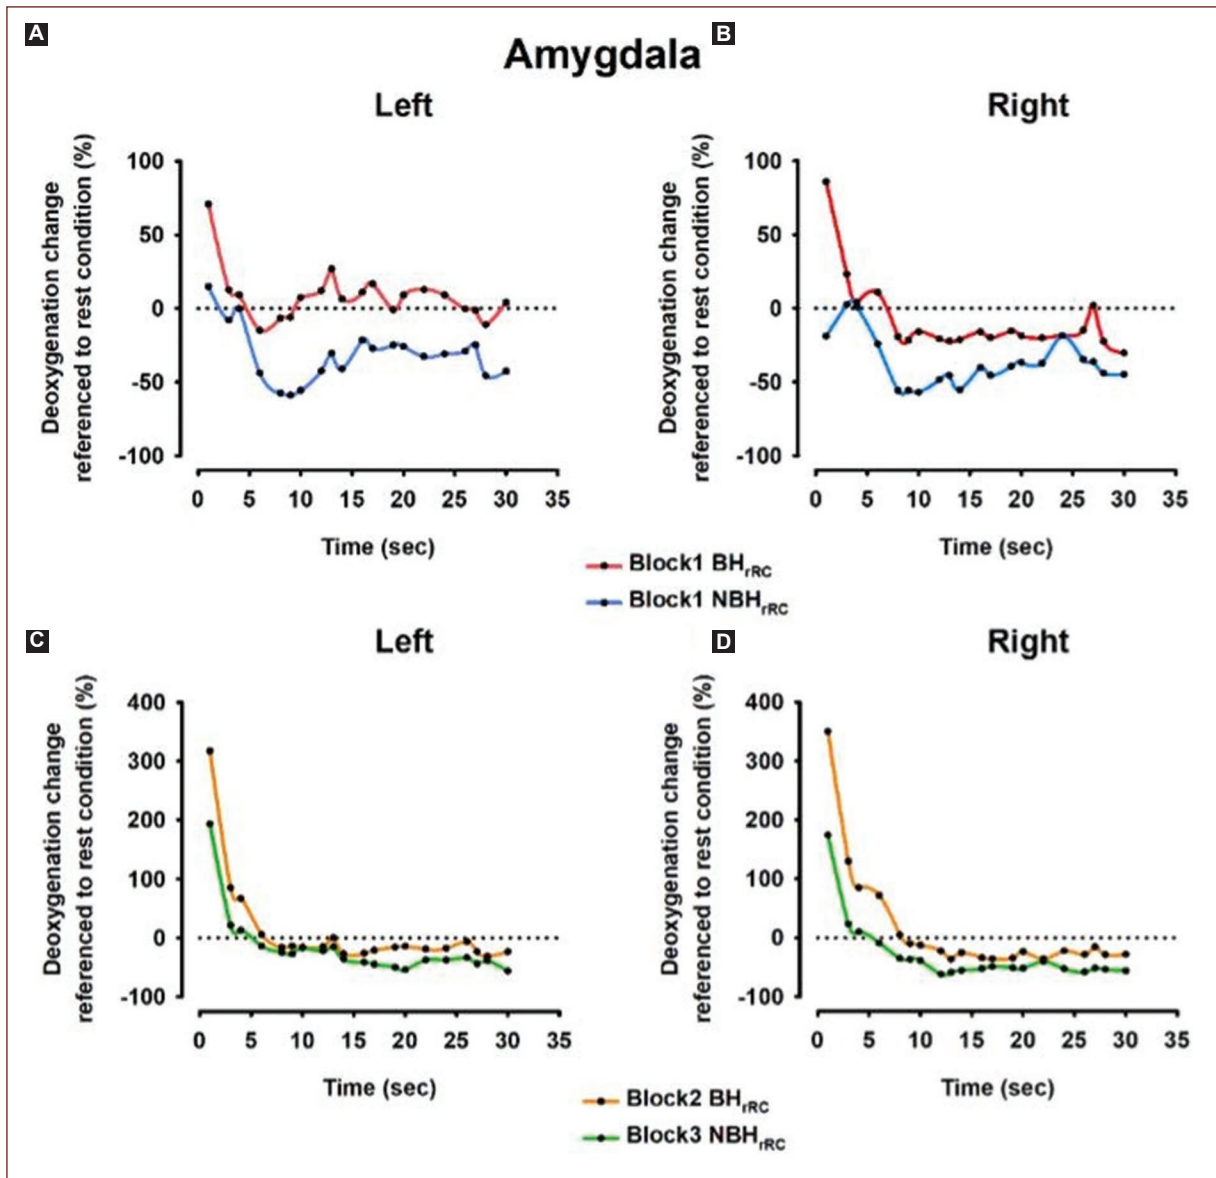 A
B
Amygdala
Left
Right
Deoxygenation change
referenced to rest condition (%)
100
50
0
-50
-100
0 5 10 15 20 25 30 35
Time (sec)
Deoxygenation change
referenced to rest condition (%)
100
50
0
-50
-100
0 5 10 15 20 25 30 35
Time (sec)
Block1 BHrRC
Block1 NBHrRC
C
Left
D
Right
Deoxygenation change
referenced to rest condition (%)
400
300
200
100
0
-100
0 5 10 15 20 25 30 35
Time (sec)
Deoxygenation change
referenced to rest condition (%)
400
300
200
100
0
-100
0 5 10 15 20 25 30 35
Time (sec)
Block2 BHrRC
Block3 NBHrRC